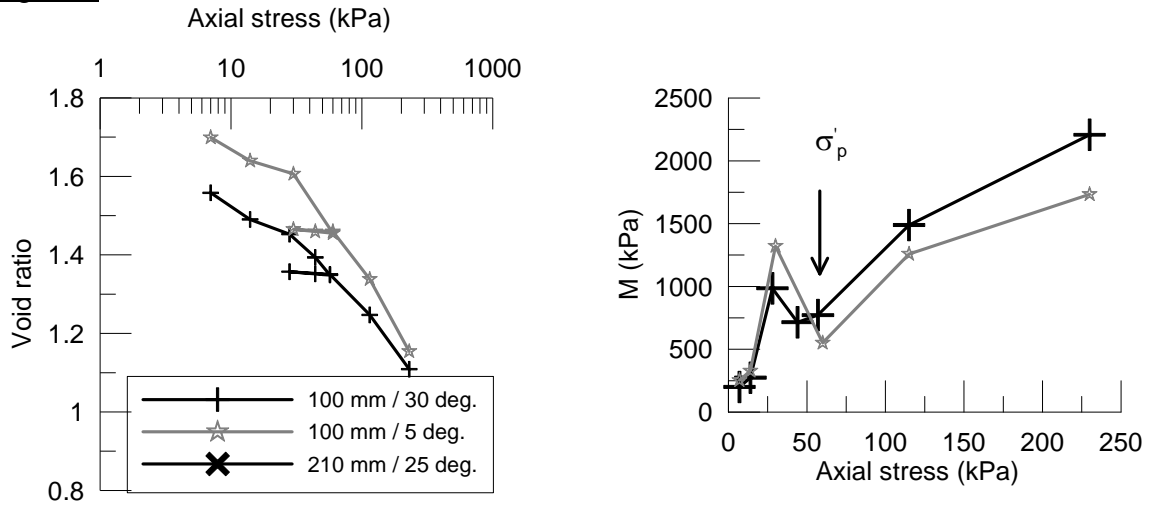 Axial stress (kPa)
1 10 100 1000
1.8
1.6
1.4
1.2
1
0.8
Void ratio
100 mm / 30 deg.
100 mm / 5 deg.
210 mm / 25 deg.
2500
2000
1500
1000
500
0
M (kPa)
σ'p
0 50 100 150 200 250
Axial stress (kPa)